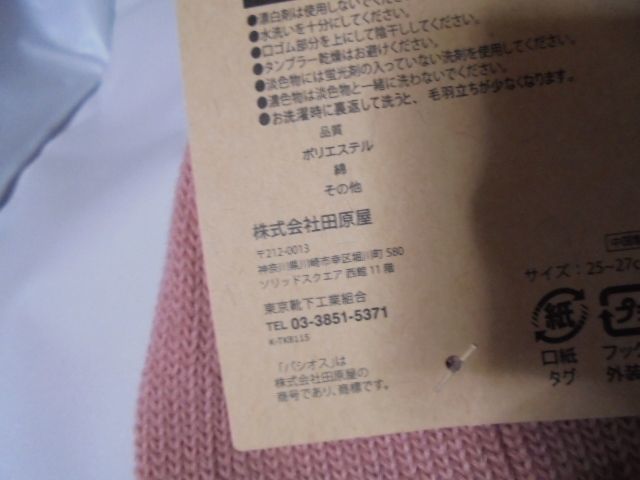 ●漂白剤は使用しないでくださ
●水洗いを十分にしてください。
●口ゴム部分を上にして陰干ししてください。
●タンブラー乾燥はお避けください。
●淡色物には蛍光剤の入っていない洗剤を使用してください。
●濃色物は淡色物と一緒に洗わないでください。
●お洗濯時に裏返して洗うと、毛羽立ちが少なくなります。
品質
ポリエステル
綿
その他
株式会社田原屋
〒212-0013
神奈川県川崎市幸区堀川町 580
ソリッドスクエア 西館 11 階
東京靴下工業組合
TEL 03-3851-5371
K-TKB115
「パシオス」は
株式会社田原屋の
商号であり、商標です。
中国
サイズ：25~27c
紙
口紙
タグ
プ
フック
外装